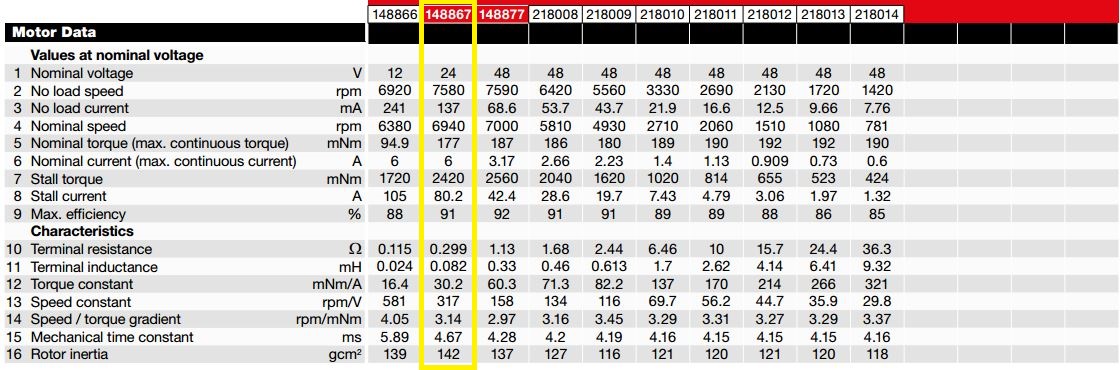 148866 148867 148877 218008 218009 218010 218011 218012 218013 218014
Motor Data
Values at nominal voltage
1 Nominal voltage V 12 24 48 48 48 48 48 48 48 48
2 No load speed rpm 6920 7580 7590 6420 5560 3330 2690 2130 1720 1420
3 No load current mA 241 137 68.6 53.7 43.7 21.9 16.6 12.5 9.66 7.76
4 Nominal speed rpm 6380 6940 7000 5810 4930 2710 2060 1510 1080 781
5 Nominal torque (max. continuous torque) mNm 94.9 177 187 186 180 189 190 192 192 190
6 Nominal current (max. continuous current) A 6 6 3.17 2.66 2.23 1.4 1.13 0.909 0.73 0.6
7 Stall torque mNm 1720 2420 2560 2040 1620 1020 814 655 523 424
8 Stall current A 105 80.2 42.4 28.6 19.7 7.43 4.79 3.06 1.97 1.32
9 Max. efficiency % 88 91 92 91 91 89 89 88 86 85
Characteristics
10 Terminal resistance Ω 0.115 0.299 1.13 1.68 2.44 6.46 10 15.7 24.4 36.3
11 Terminal inductance mH 0.024 0.082 0.33 0.46 0.613 1.7 2.62 4.14 6.41 9.32
12 Torque constant mNm/A 16.4 30.2 60.3 71.3 82.2 137 170 214 266 321
13 Speed constant rpm/V 581 317 158 134 116 69.7 56.2 44.7 35.9 29.8
14 Speed / torque gradient rpm/mNm 4.05 3.14 2.97 3.16 3.45 3.29 3.31 3.27 3.29 3.37
15 Mechanical time constant ms 5.89 4.67 4.28 4.2 4.19 4.16 4.15 4.15 4.15 4.16
16 Rotor inertia gcm² 139 142 137 127 116 121 120 121 120 118